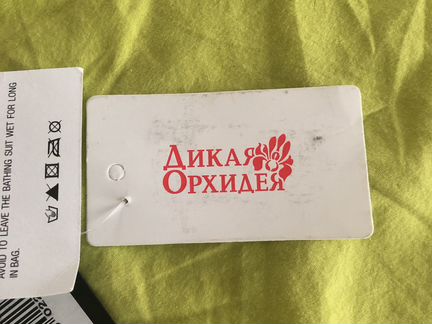 ДИКАЯ
ОРХИДЕЯ
AVOID TO LEAVE THE BATHING SUIT WET FOR LONG
IN BAG.